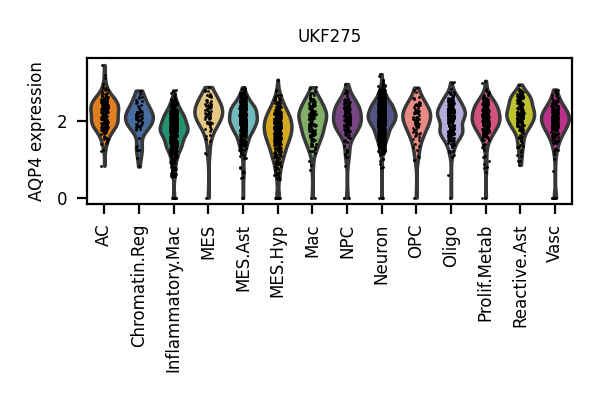 UKF275
AQP4 expression
2
0
AC
Chromatin.Reg
Inflammatory.Mac
MES
MES.Ast
MES.Hyp
Mac
NPC
Neuron
OPC
Oligo
Prolif.Metab
Reactive.Ast
Vasc